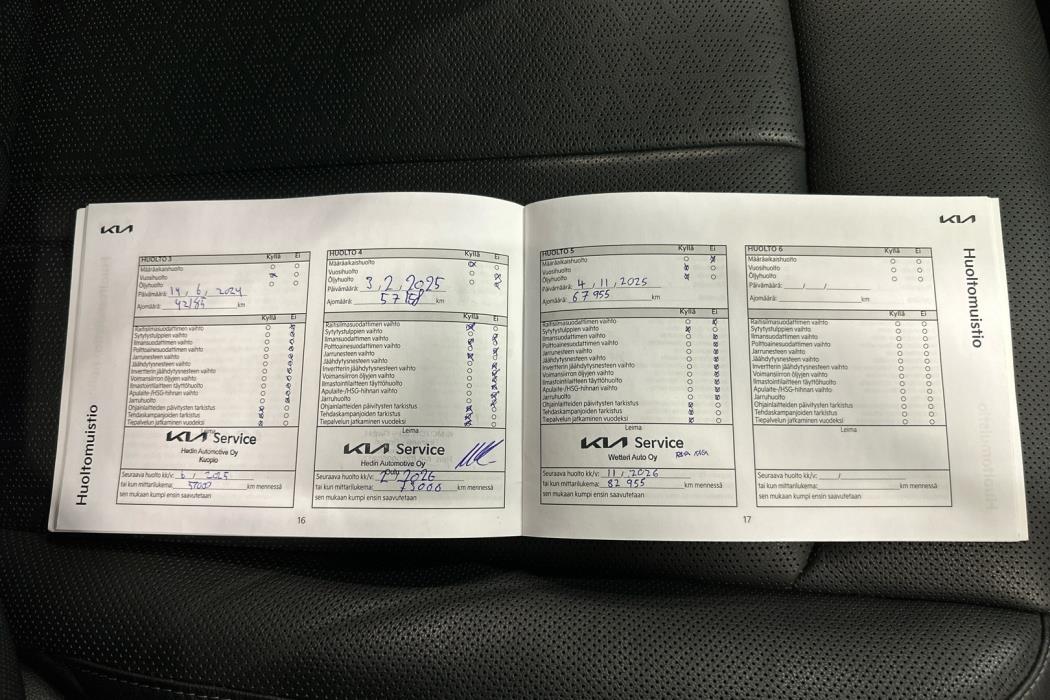 KIA
Huoltomuistio
HUOLTO 3 Kyllä Ei
Määräaikaishuolto
Vuosihuolto
Öljyhuolto
Päivämäärä: 14, 6, 2024
Ajomäärä: km
Kyllä Ei
Raitisilmasuodattimen vaihto
Sytytystulppien vaihto
Ilmansuodattimen vaihto
Polttoainesuodattimen vaihto
Jarrunesteen vaihto
Jäähdytysnesteen vaihto
Invertterin jäähdytysnesteen vaihto
Voimansiirron öljyjen vaihto
Ilmastointilaitteen täyttöhuolto
Apulaite-/HSG-hihnan vaihto
Jarruhuolto
Ohjainlaitteiden päivitysten tarkistus
Tehdaskampanjoiden tarkistus
Tiepalvelun jatkaminen vuodeksi
Leima
KIA Service
Hedin Automotive Oy
Kuopio
Seuraava huolto kk/v: 6 / 2025
tai kun mittarilukema: 57000 km mennessä
sen mukaan kumpi ensin saavutetaan
HUOLTO 4 Kyllä Ei
Määräaikaishuolto
Vuosihuolto
Öljyhuolto
Päivämäärä: 3, 2, 2025
Ajomäärä: km
Kyllä Ei
Raitisilmasuodattimen vaihto
Sytytystulppien vaihto
Ilmansuodattimen vaihto
Polttoainesuodattimen vaihto
Jarrunesteen vaihto
Jäähdytysnesteen vaihto
Invertterin jäähdytysnesteen vaihto
Voimansiirron öljyjen vaihto
Ilmastointilaitteen täyttöhuolto
Apulaite-/HSG-hihnan vaihto
Jarruhuolto
Ohjainlaitteiden päivitysten tarkistus
Tehdaskampanjoiden tarkistus
Tiepalvelun jatkaminen vuodeksi
Leima
KIA Service
Hedin Automotive Oy
Oulu
Seuraava huolto kk/v: 2 / 2026
tai kun mittarilukema: 73000 km mennessä
sen mukaan kumpi ensin saavutetaan
16
HUOLTO 5 Kyllä Ei
Määräaikaishuolto
Vuosihuolto
Öljyhuolto
Päivämäärä: 4, 11, 2025
Ajomäärä: 67 955 km
Kyllä Ei
Raitisilmasuodattimen vaihto
Sytytystulppien vaihto
Ilmansuodattimen vaihto
Polttoainesuodattimen vaihto
Jarrunesteen vaihto
Jäähdytysnesteen vaihto
Invertterin jäähdytysnesteen vaihto
Voimansiirron öljyjen vaihto
Ilmastointilaitteen täyttöhuolto
Apulaite-/HSG-hihnan vaihto
Jarruhuolto
Ohjainlaitteiden päivitysten tarkistus
Tehdaskampanjoiden tarkistus
Tiepalvelun jatkaminen vuodeksi
Leima
KIA Service
Wetteri Auto Oy
Seuraava huolto kk/v: 11 / 2026
tai kun mittarilukema: 82 955 km mennessä
sen mukaan kumpi ensin saavutetaan
KIA
Huoltomuistio
HUOLTO 6 Kyllä Ei
Määräaikaishuolto
Vuosihuolto
Öljyhuolto
Päivämäärä: / /
Ajomäärä: km
Kyllä Ei
Raitisilmasuodattimen vaihto
Sytytystulppien vaihto
Ilmansuodattimen vaihto
Polttoainesuodattimen vaihto
Jarrunesteen vaihto
Jäähdytysnesteen vaihto
Invertterin jäähdytysnesteen vaihto
Voimansiirron öljyjen vaihto
Ilmastointilaitteen täyttöhuolto
Apulaite-/HSG-hihnan vaihto
Jarruhuolto
Ohjainlaitteiden päivitysten tarkistus
Tehdaskampanjoiden tarkistus
Tiepalvelun jatkaminen vuodeksi
Leima
Seuraava huolto kk/v: /
tai kun mittarilukema: km mennessä
sen mukaan kumpi ensin saavutetaan
17